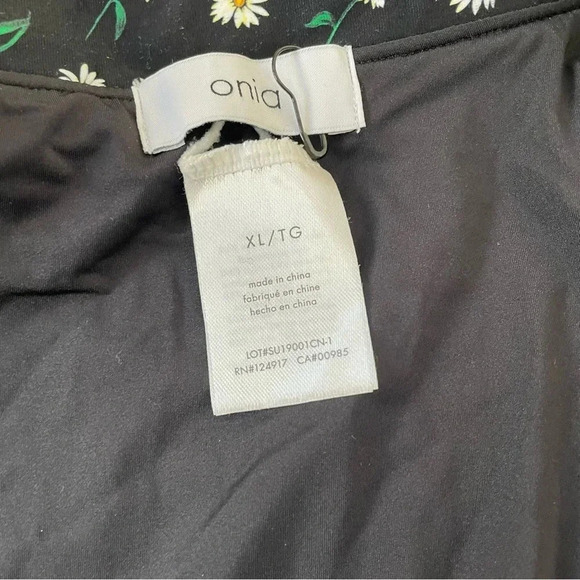 onia
XL/TG
made in china
fabriqué en chine
hecho en china
LOT#SU19001CN-1
RN#124917 CA#00985